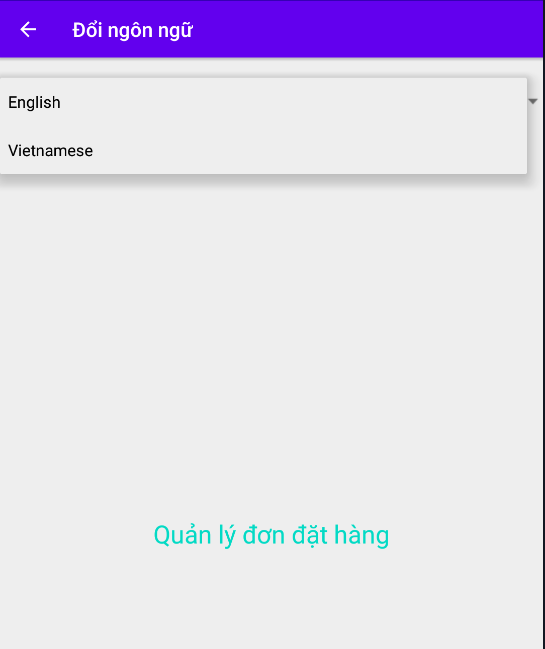 Đổi ngôn ngữ
English
Vietnamese
Quản lý đơn đặt hàng